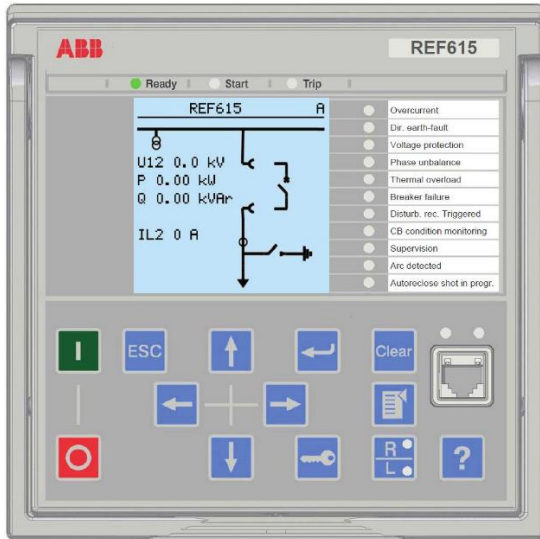 ABB
REF615
Ready
Start
Trip
REF615 A
U12 0.0 kV
P 0.00 kW
Q 0.00 kVAr
IL2 0 A
Overcurrent
Dir. earth-fault
Voltage protection
Phase unbalance
Thermal overload
Breaker failure
Disturb. rec. Triggered
CB condition monitoring
Supervision
Arc detected
Autoreclose shot in progr.
I
ESC
Clear
O
R
L
?